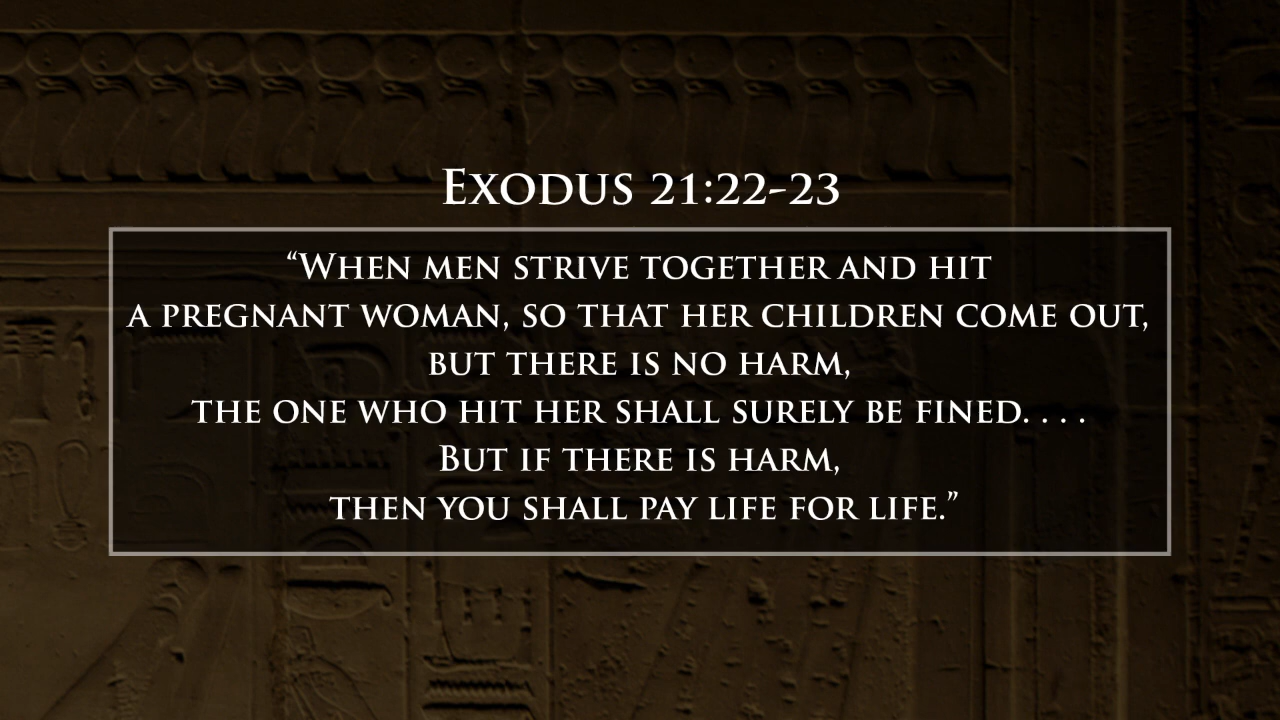 Exodus 21:22-23
“When men strive together and hit
a pregnant woman, so that her children come out,
but there is no harm,
the one who hit her shall surely be fined. . . .
But if there is harm,
then you shall pay life for life.”